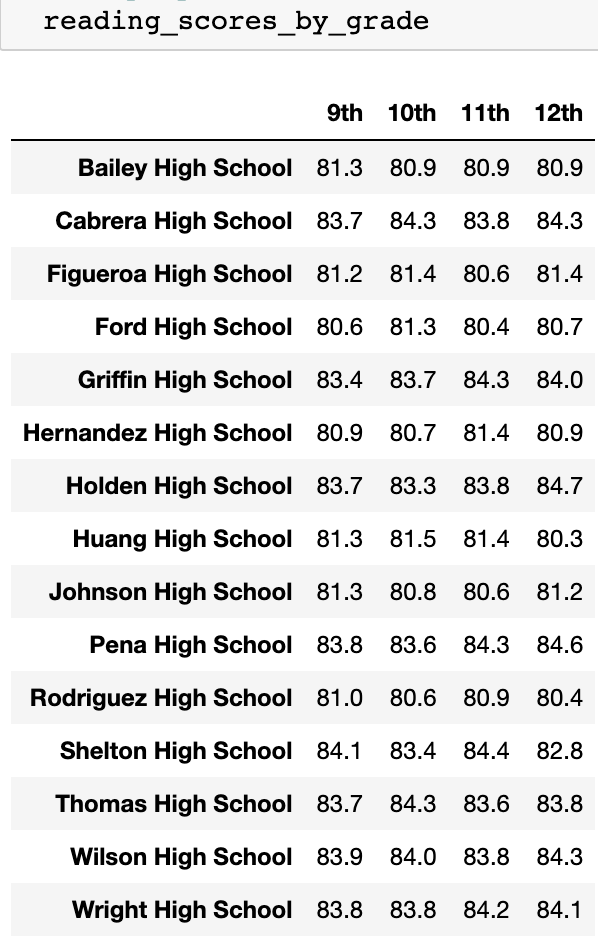 reading_scores_by_grade
9th 10th 11th 12th
Bailey High School 81.3 80.9 80.9 80.9
Cabrera High School 83.7 84.3 83.8 84.3
Figueroa High School 81.2 81.4 80.6 81.4
Ford High School 80.6 81.3 80.4 80.7
Griffin High School 83.4 83.7 84.3 84.0
Hernandez High School 80.9 80.7 81.4 80.9
Holden High School 83.7 83.3 83.8 84.7
Huang High School 81.3 81.5 81.4 80.3
Johnson High School 81.3 80.8 80.6 81.2
Pena High School 83.8 83.6 84.3 84.6
Rodriguez High School 81.0 80.6 80.9 80.4
Shelton High School 84.1 83.4 84.4 82.8
Thomas High School 83.7 84.3 83.6 83.8
Wilson High School 83.9 84.0 83.8 84.3
Wright High School 83.8 83.8 84.2 84.1